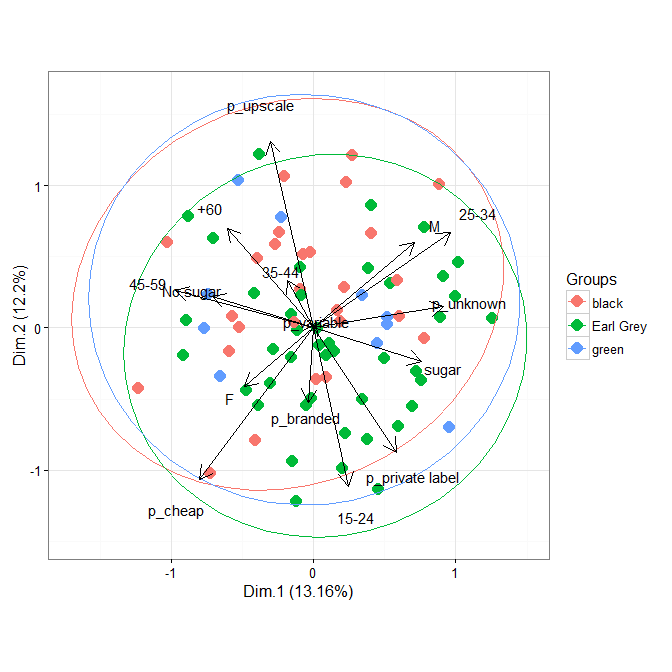 p_upscale
+60
25-34
M
35-44
45-59
No sugar
p_unknown
p_variable
sugar
F
p_branded
p_private label
p_cheap
15-24
1
0
-1
-1
0
1
Dim.1 (13.16%)
Dim.2 (12.2%)
Groups
black
Earl Grey
green